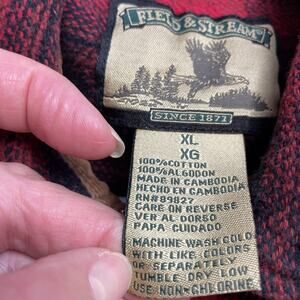 FIELD & STREAM
SINCE 1871
XL
XG
100% COTTON
100% ALGODON
MADE IN CAMBODIA
HECHO EN CAMBODIA
RN#89827
CARE ON REVERSE
VER AL DORSO
PAPA CUIDADO
MACHINE WASH COLD
WITH LIKE COLORS
OR SEPARATELY
TUMBLE DRY LOW
USE NON-CHLORINE